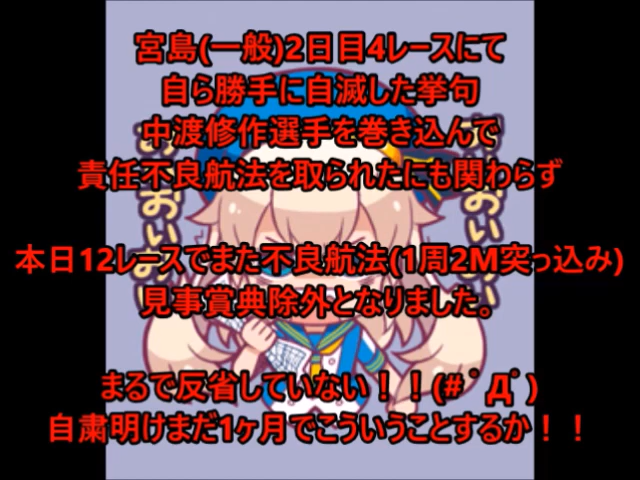 宮島(一般)2日目4レースにて
自ら勝手に自滅した挙句
中渡修作選手を巻き込んで
責任不良航法を取られたにも関わらず
本日12レースでまた不良航法(1周2M突っ込み)
見事賞典除外となりました。
まるで反省していない！！(#ﾟДﾟ)
自粛明けまだ1ヶ月でこういうことするか！！